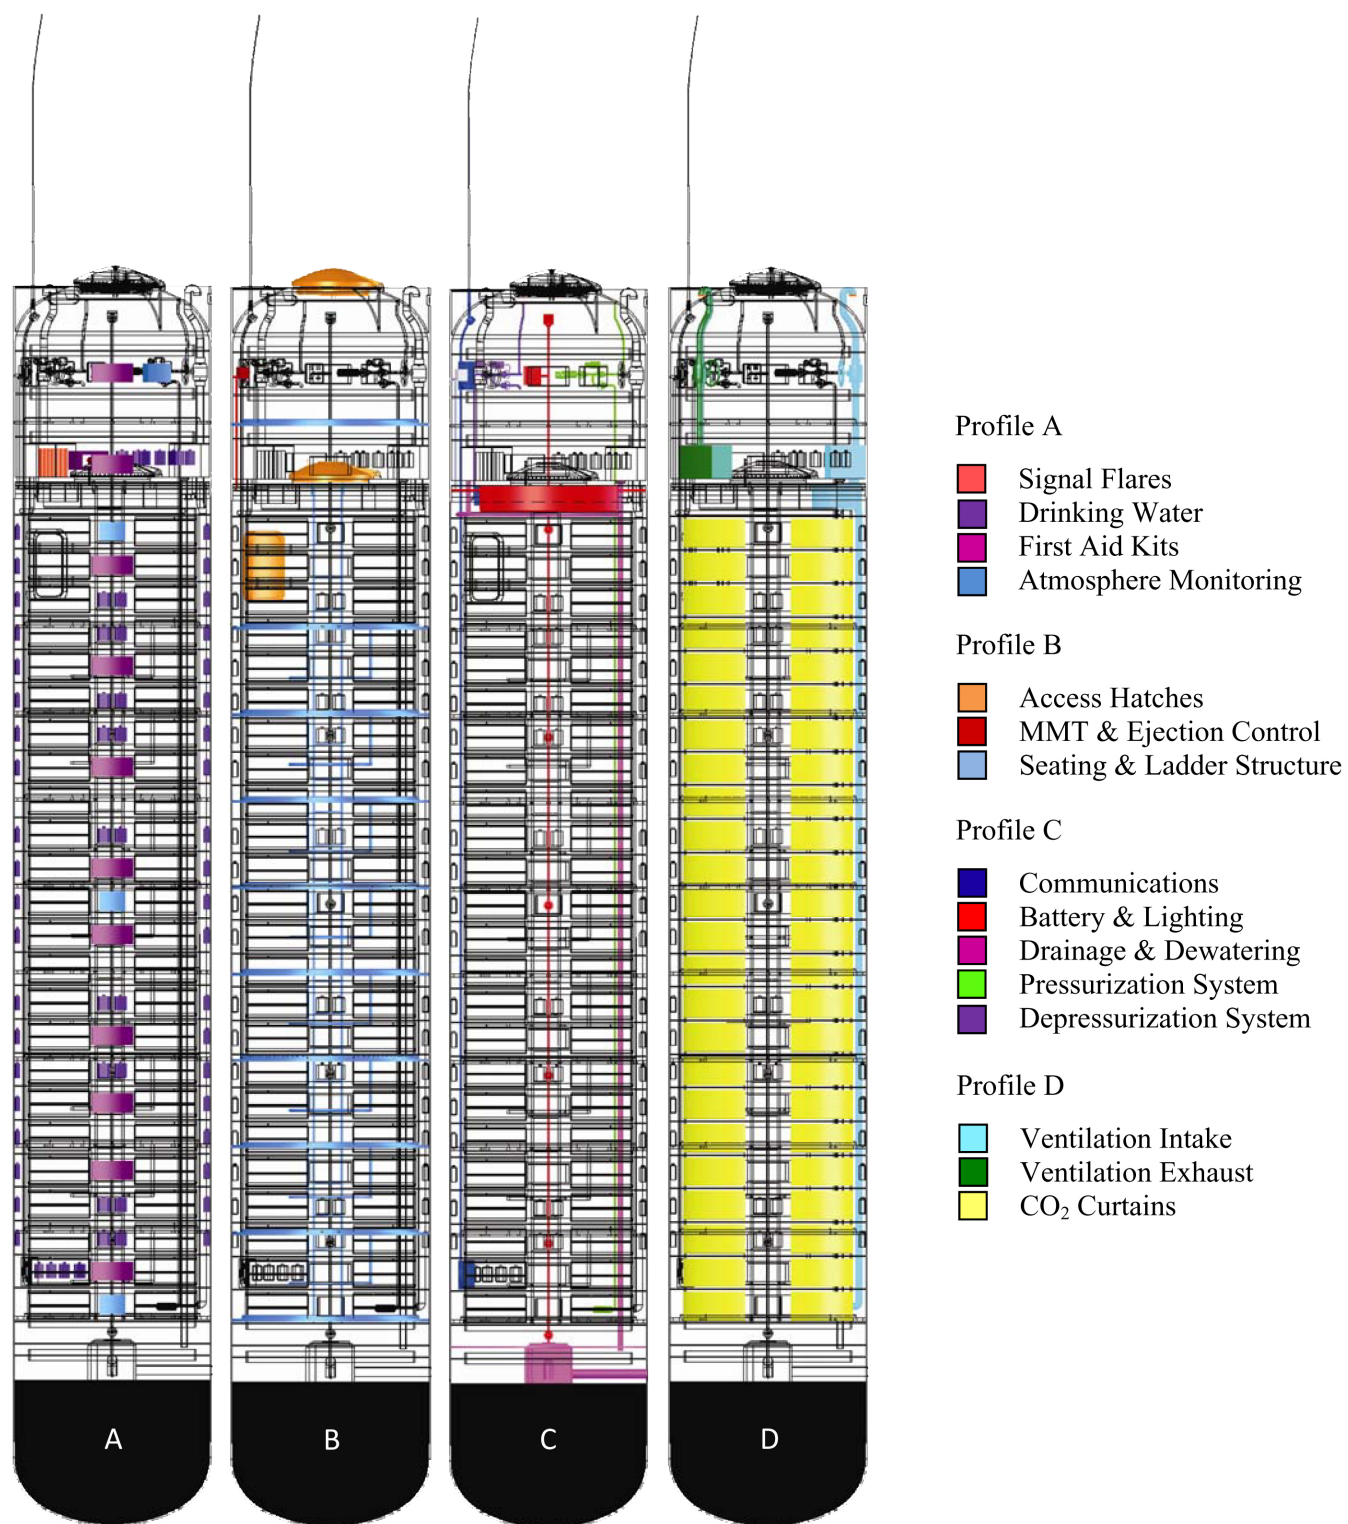 Profile A
Signal Flares
Drinking Water
First Aid Kits
Atmosphere Monitoring
Profile B
Access Hatches
MMT & Ejection Control
Seating & Ladder Structure
Profile C
Communications
Battery & Lighting
Drainage & Dewatering
Pressurization System
Depressurization System
Profile D
Ventilation Intake
Ventilation Exhaust
CO₂ Curtains
A B C D